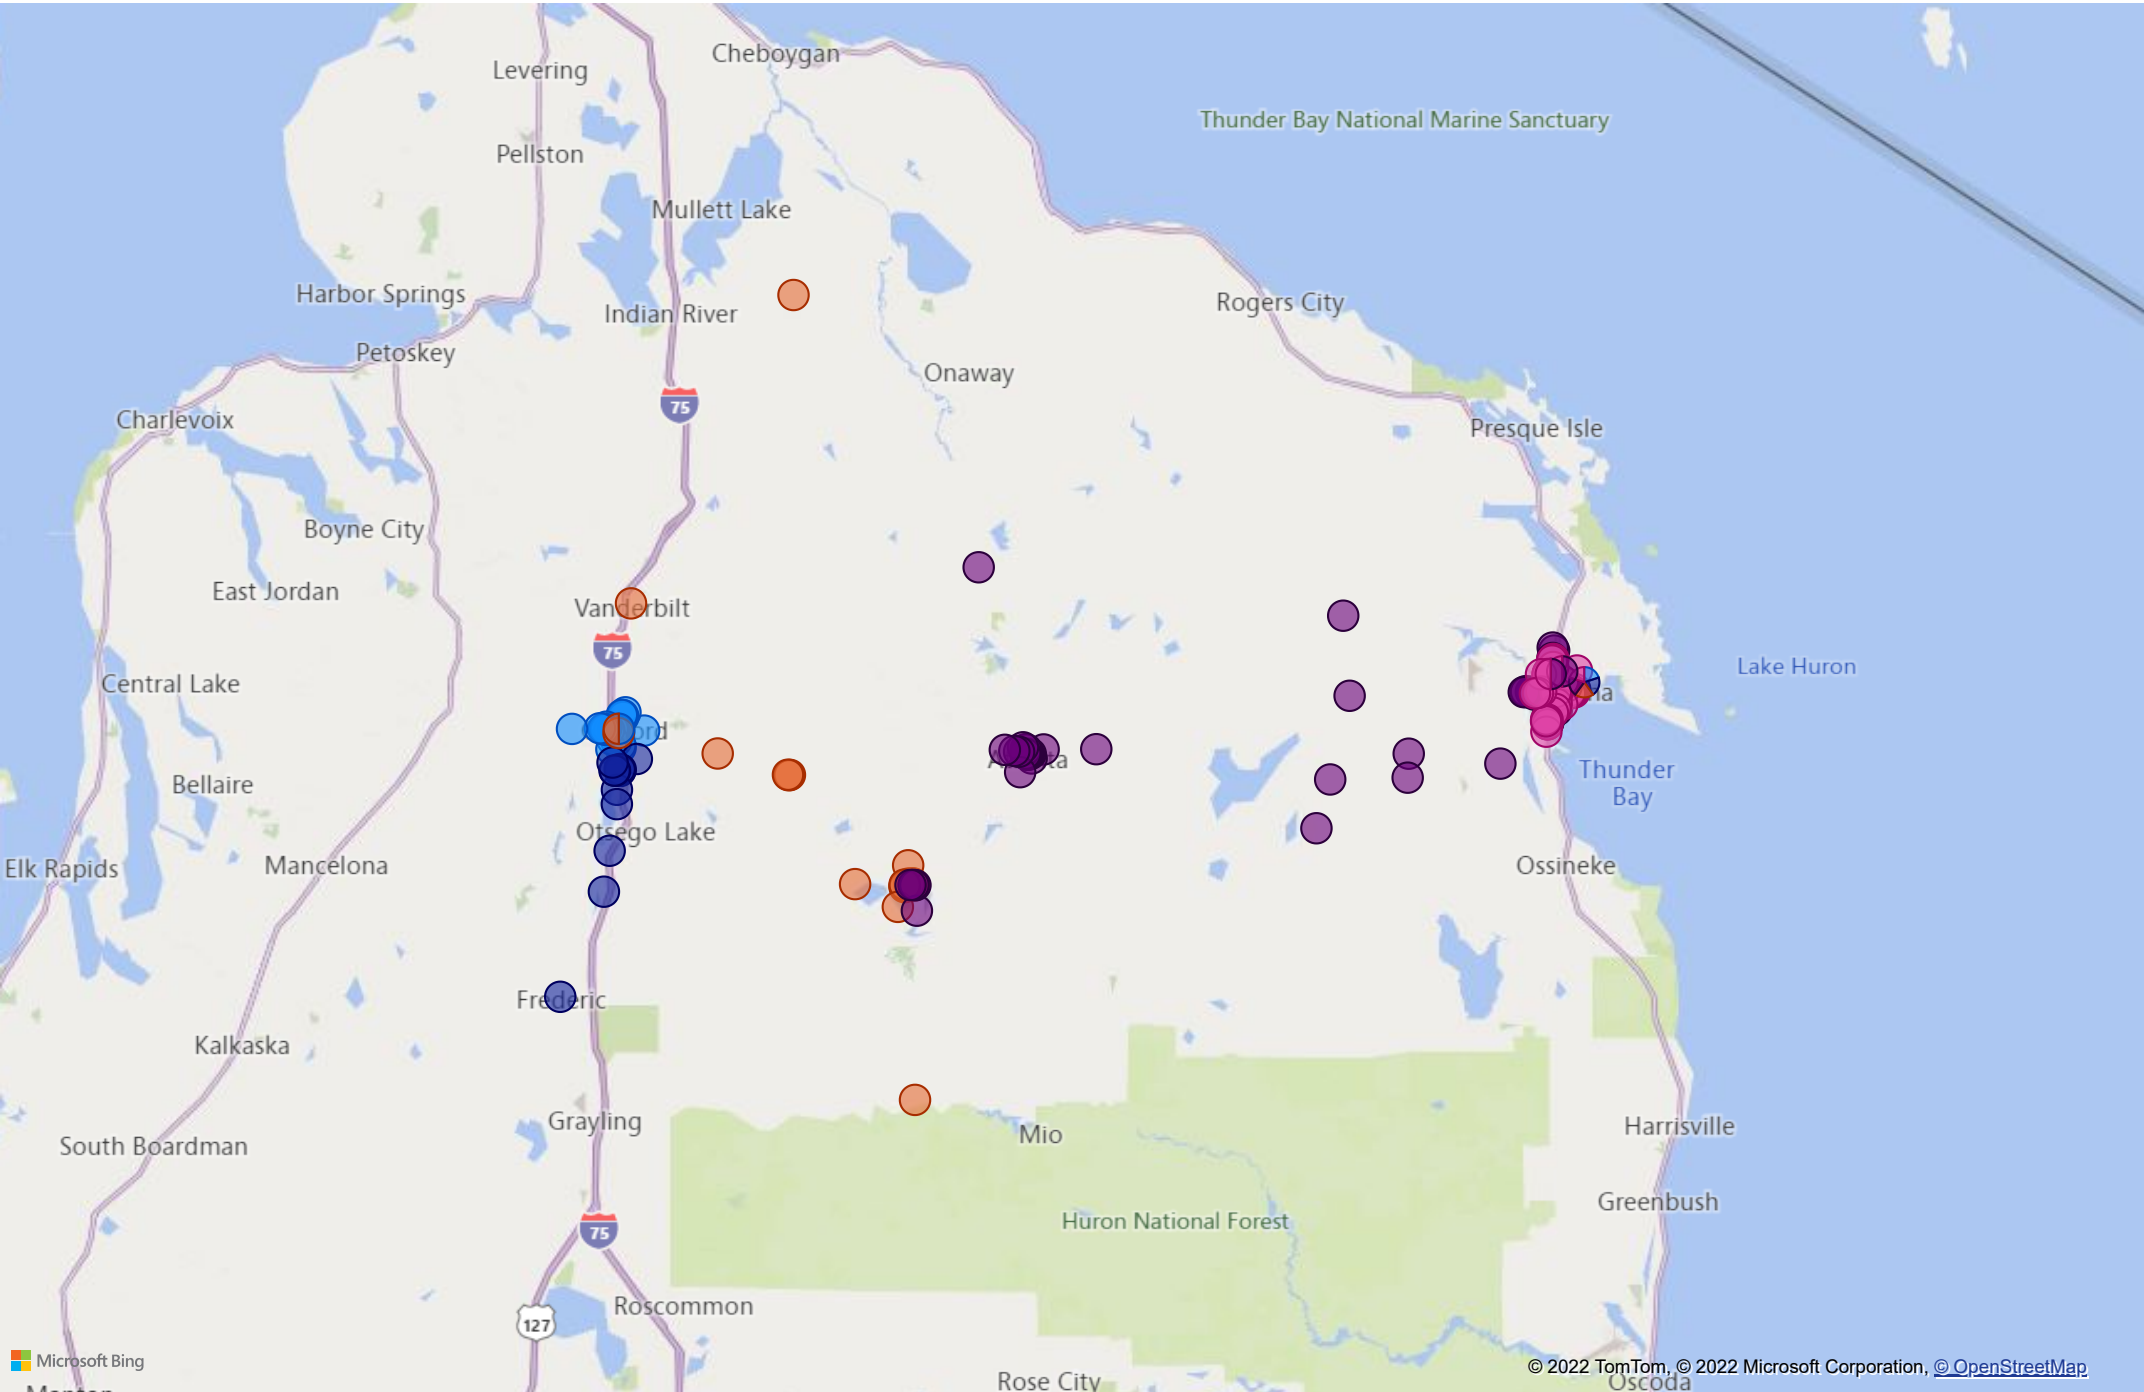 Cheboygan
Levering
Thunder Bay National Marine Sanctuary
Pellston
Mullett Lake
Harbor Springs
Rogers City
Indian River
Petoskey
Onaway
75
Charlevoix
Presque Isle
Boyne City
East Jordan
Vanderbilt
75
Lake Huron
Central Lake
Thunder
Bay
Bellaire
Otsego Lake
Mancelona
Ossineke
Elk Rapids
Frederic
Kalkaska
Grayling
Harrisville
Mio
South Boardman
Greenbush
Huron National Forest
75
Roscommon
127
Microsoft Bing
© 2022 TomTom, © 2022 Microsoft Corporation, © OpenStreetMap
Rose City
Oscoda